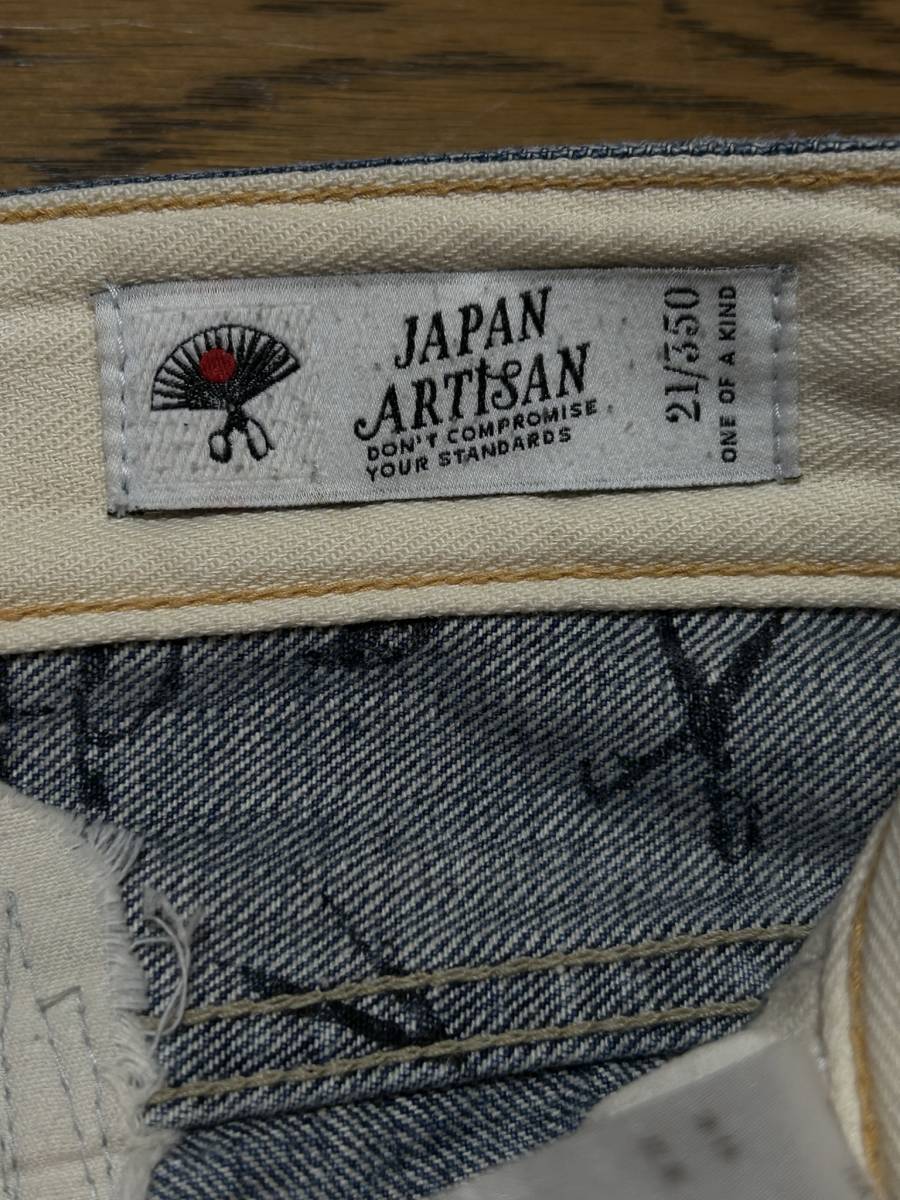 JAPAN
ARTISAN
DON'T COMPROMISE
YOUR STANDARDS
21/350
ONE OF A KIND